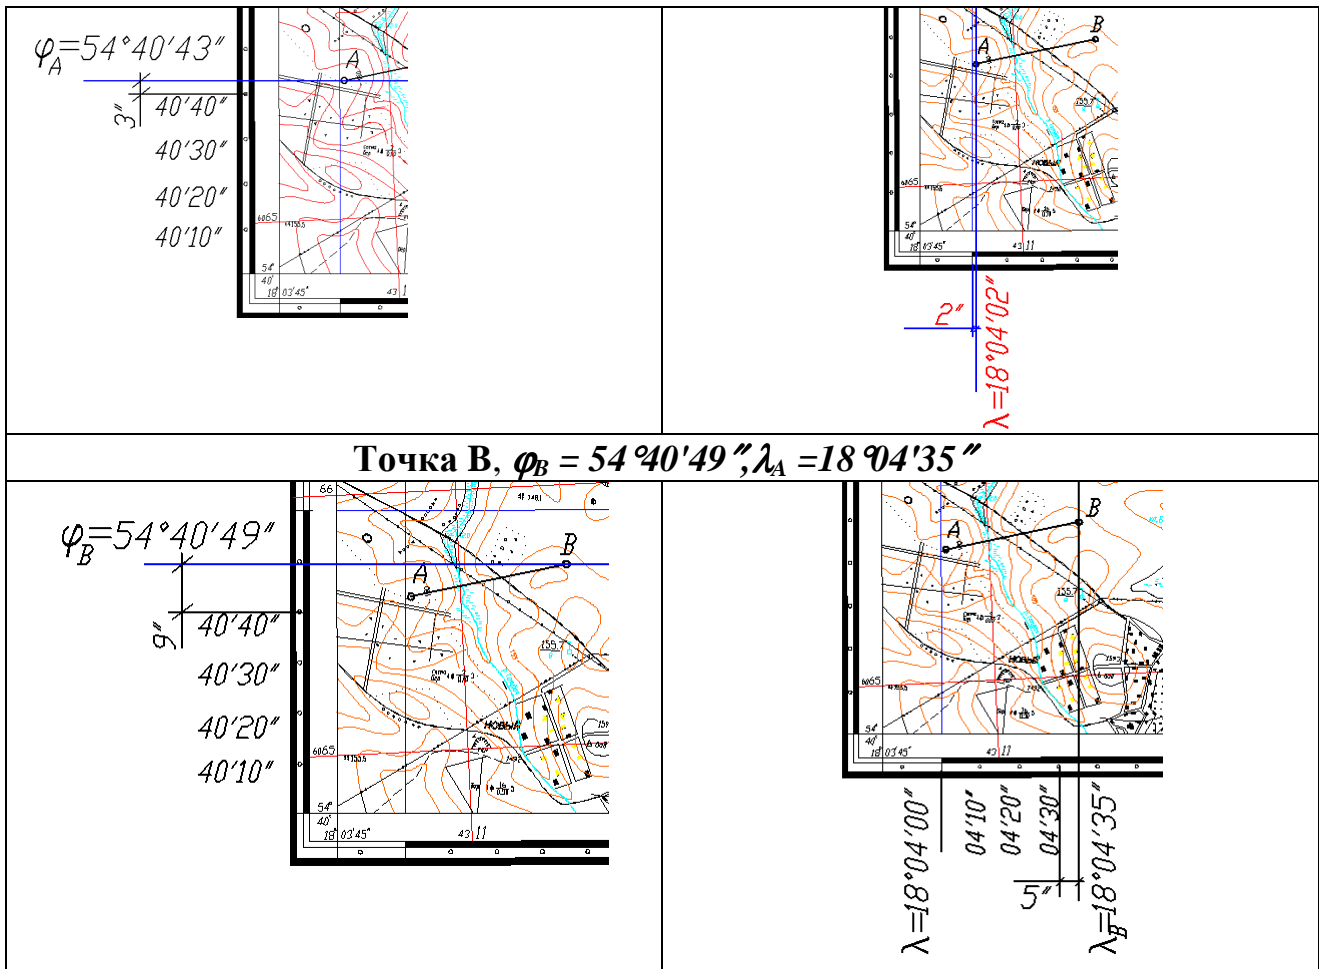 φA=54°40'43"
3"
40'40"
40'30"
40'20"
40'10"
A
6065
54°
40'
18° 03'45"
43 1
A
B
155.7
НОВЫЙ
6065
54°
40'
18° 03'45"
43 11
2"
λ=18°04'02"
Точка В, φB = 54°40'49", λA =18°04'35"
φB=54°40'49"
9"
40'40"
40'30"
40'20"
40'10"
66
A
B
155.7
НОВЫЙ
6065
54°
40'
18° 03'45"
43 11
A
B
155.7
НОВЫЙ
6065
54°
40'
18° 03'45"
43 11
λ=18°04'00"
04'10"
04'20"
04'30"
5"
λB=18°04'35"